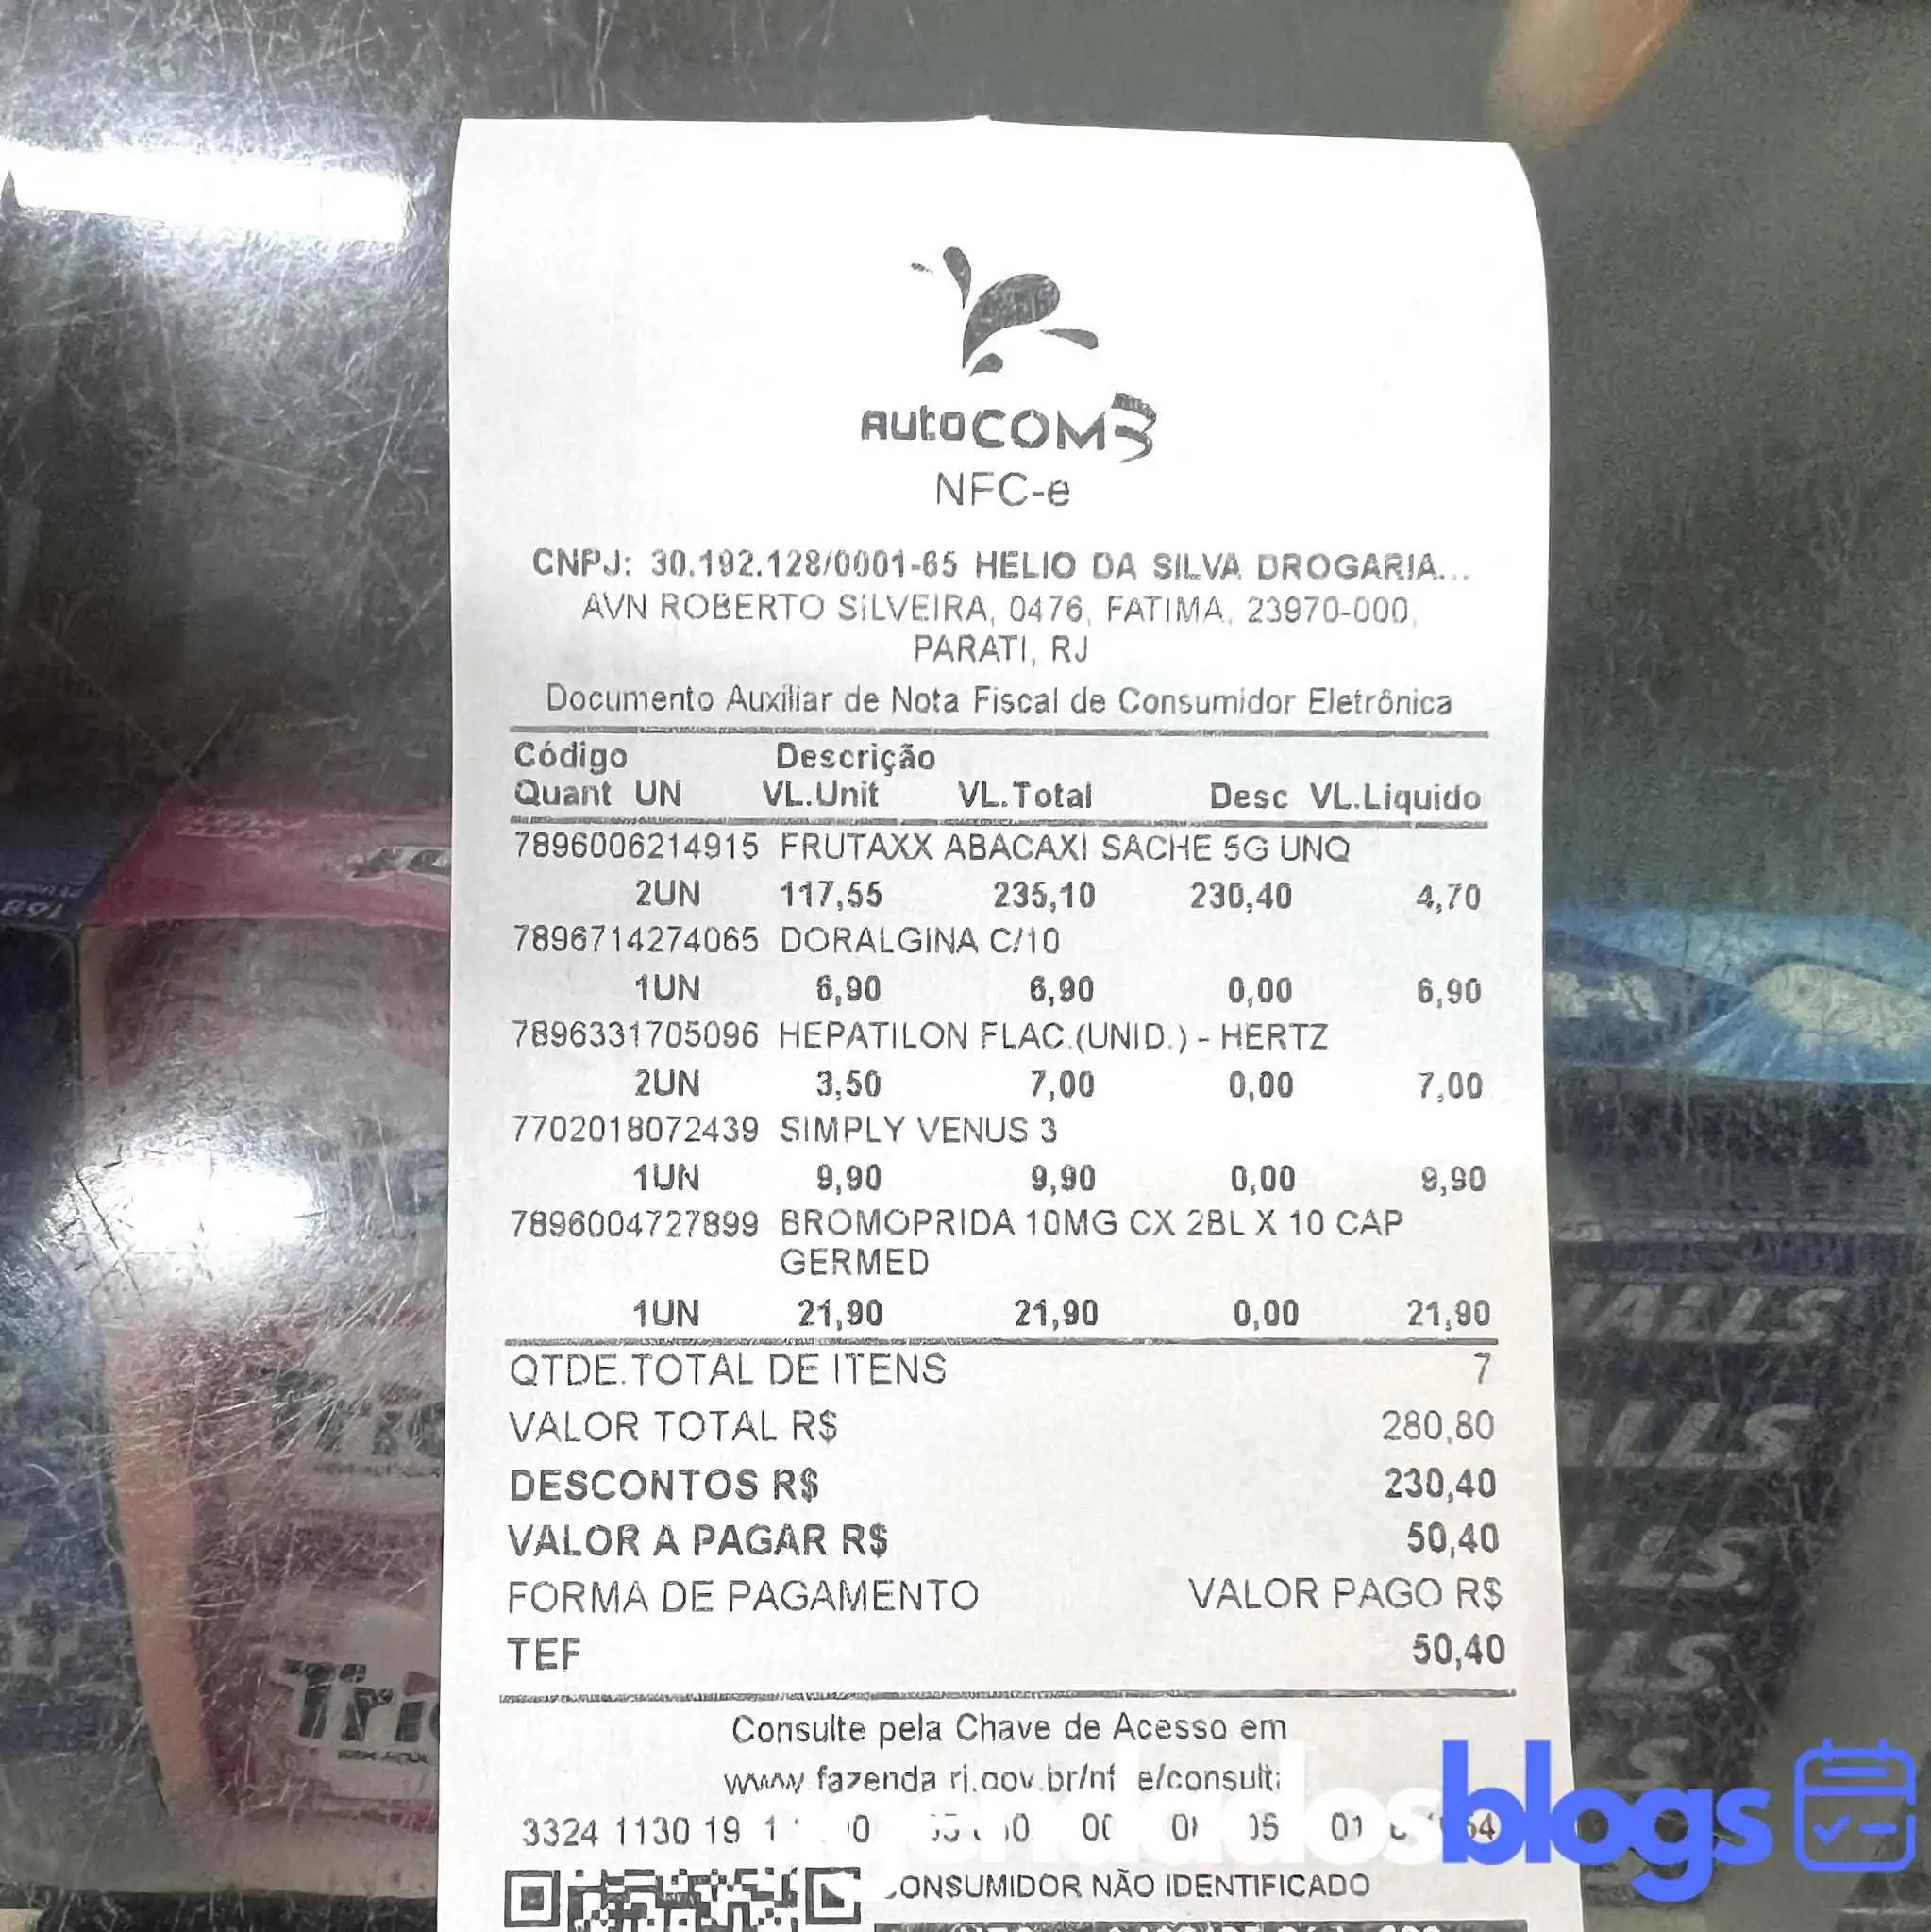 AutoCOM3
NFC-e
CNPJ: 30.192.128/0001-65 HELIO DA SILVA DROGARIA...
AVN ROBERTO SILVEIRA, 0476, FATIMA, 23970-000,
PARATI, RJ
Documento Auxiliar de Nota Fiscal de Consumidor Eletrônica
Código Descrição
Quant UN VL.Unit VL.Total Desc VL.Liquido
7896006214915 FRUTAXX ABACAXI SACHE 5G UNQ
2UN 117,55 235,10 230,40 4,70
7896714274065 DORALGINA C/10
1UN 6,90 6,90 0,00 6,90
7896331705096 HEPATILON FLAC.(UNID.) - HERTZ
2UN 3,50 7,00 0,00 7,00
7702018072439 SIMPLY VENUS 3
1UN 9,90 9,90 0,00 9,90
7896004727899 BROMOPRIDA 10MG CX 2BL X 10 CAP
GERMED
1UN 21,90 21,90 0,00 21,90
QTDE.TOTAL DE ITENS 7
VALOR TOTAL R$ 280,80
DESCONTOS R$ 230,40
VALOR A PAGAR R$ 50,40
FORMA DE PAGAMENTO VALOR PAGO R$
TEF 50,40
Consulte pela Chave de Acesso em
3324 1130 19
CONSUMIDOR NÃO IDENTIFICADO
agendadosblogs